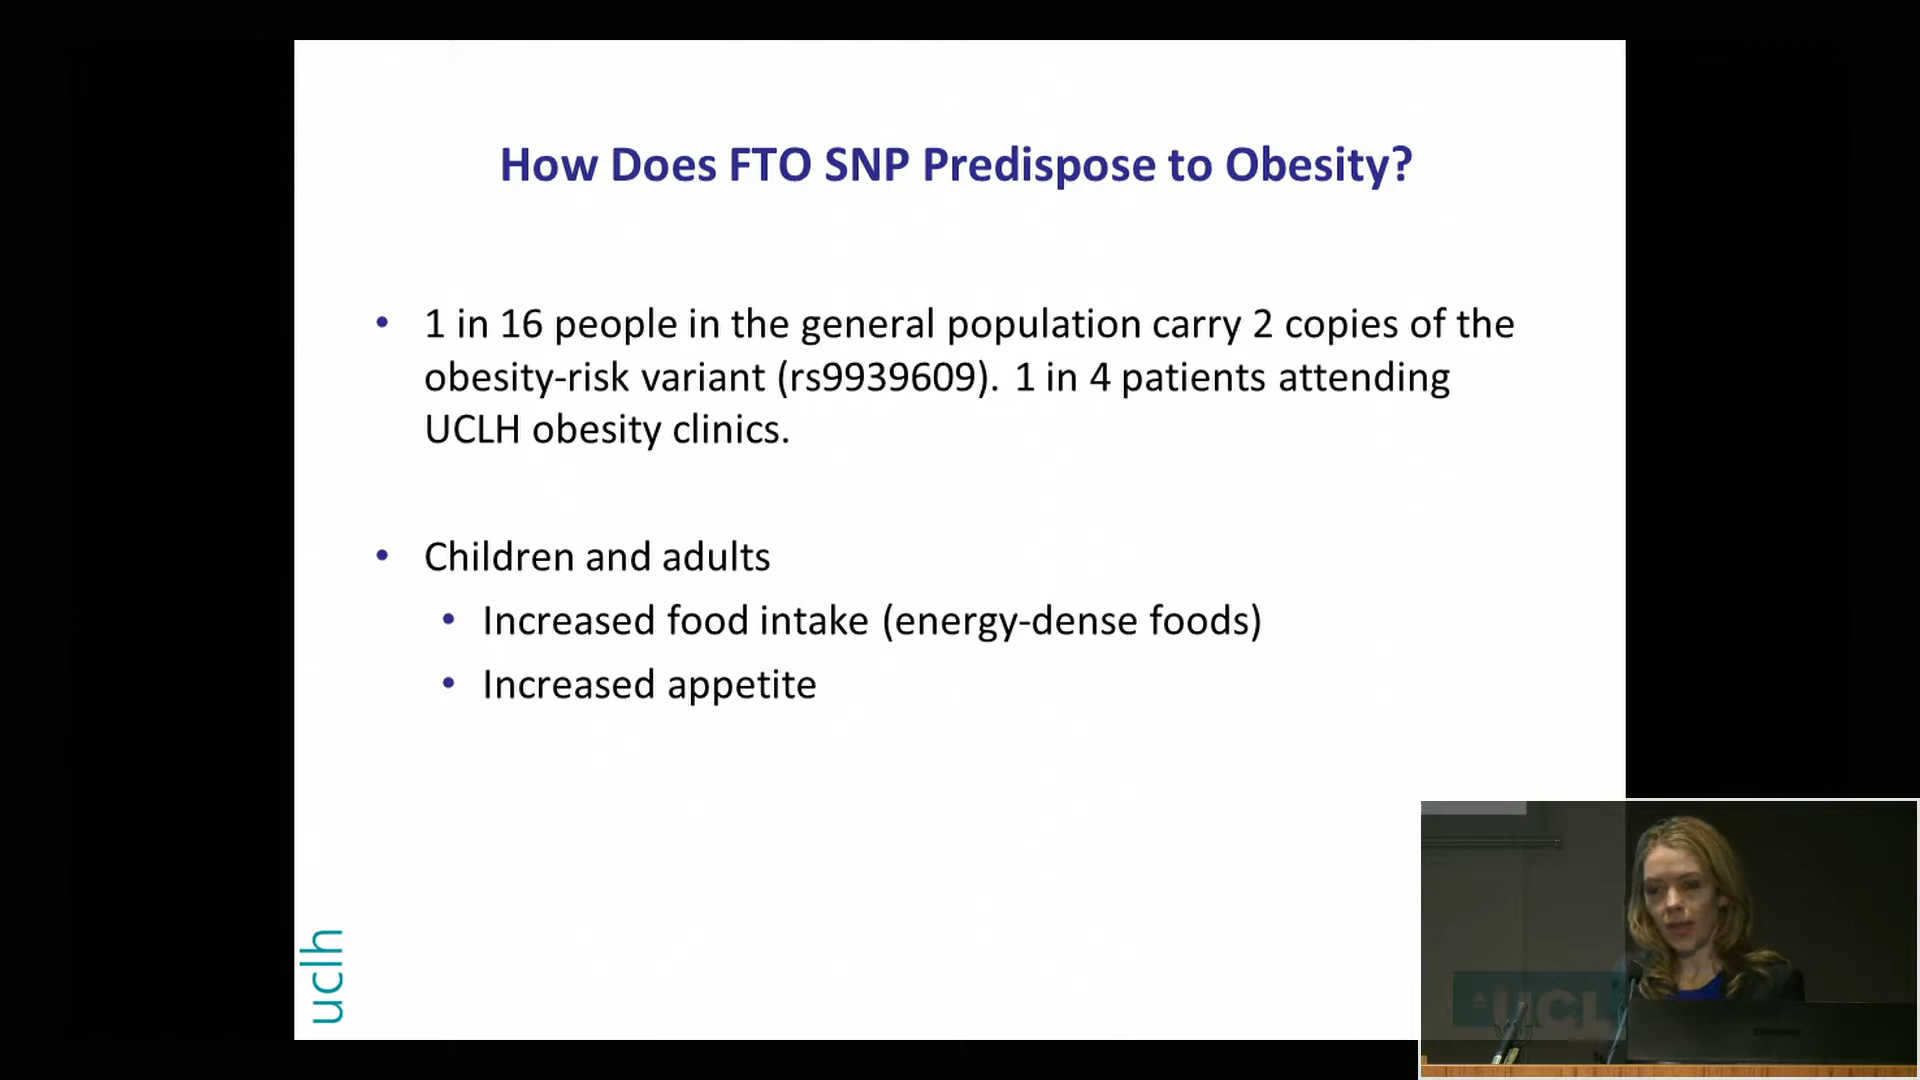 How Does FTO SNP Predispose to Obesity?
• 1 in 16 people in the general population carry 2 copies of the
obesity-risk variant (rs9939609). 1 in 4 patients attending
UCLH obesity clinics.
• Children and adults
• Increased food intake (energy-dense foods)
• Increased appetite
uclh
UCL